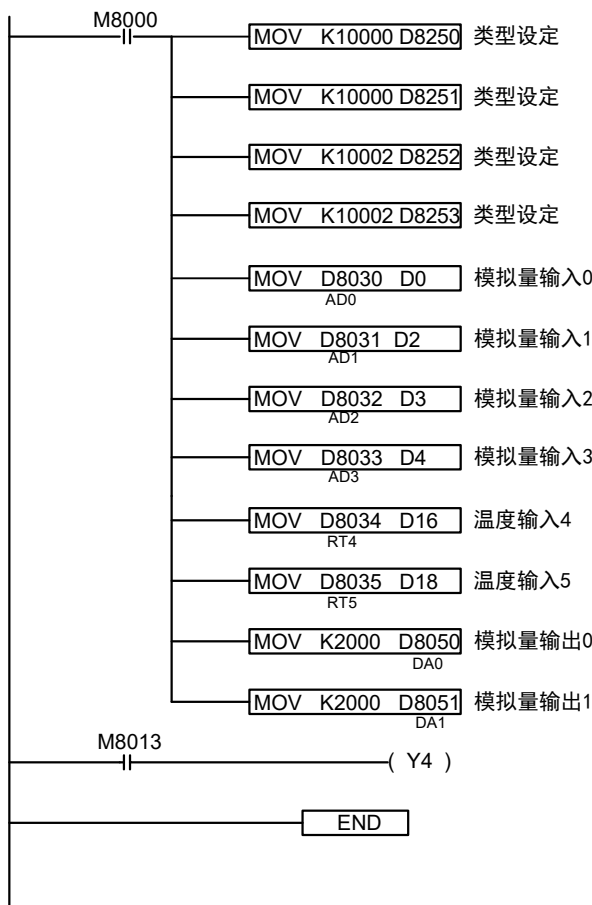 M8000
MOV K10000 D8250 类型设定
MOV K10000 D8251 类型设定
MOV K10002 D8252 类型设定
MOV K10002 D8253 类型设定
MOV D8030 D0 模拟量输入0
AD0
MOV D8031 D2 模拟量输入1
AD1
MOV D8032 D3 模拟量输入2
AD2
MOV D8033 D4 模拟量输入3
AD3
MOV D8034 D16 温度输入4
RT4
MOV D8035 D18 温度输入5
RT5
MOV K2000 D8050 模拟量输出0
DA0
MOV K2000 D8051 模拟量输出1
DA1
M8013
( Y4 )
END